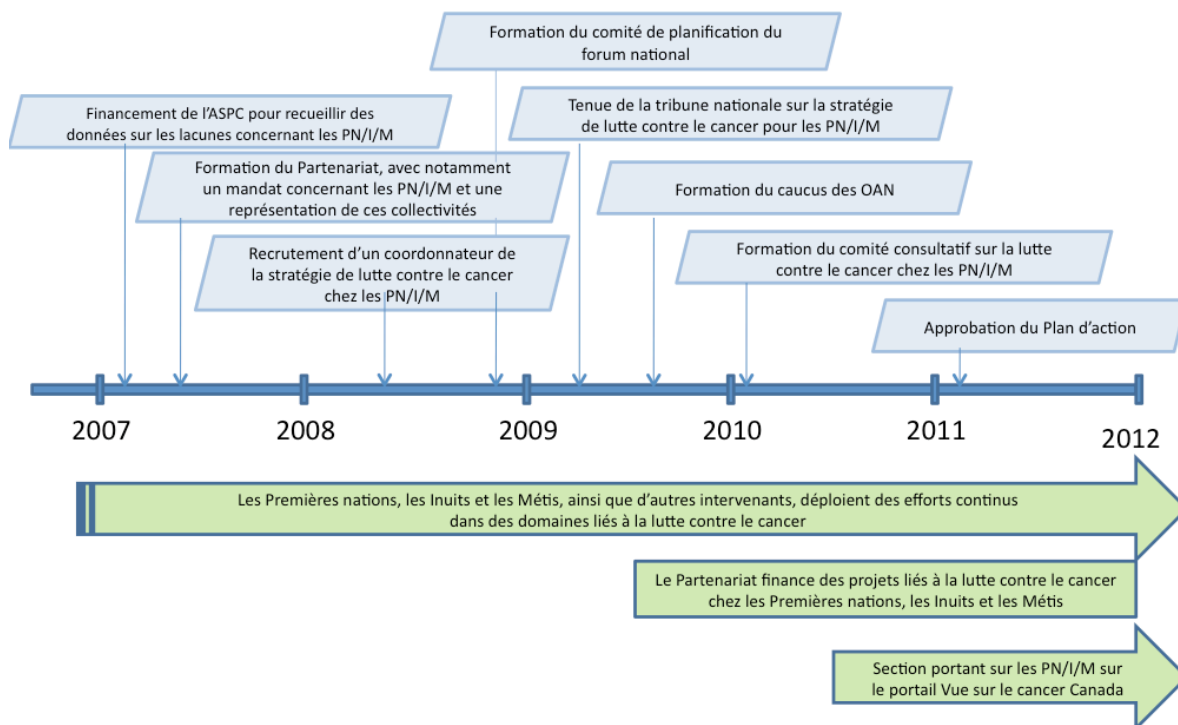 Formation du comité de planification du
forum national
Financement de l'ASPC pour recueillir des
données sur les lacunes concernant les PN/I/M
Tenue de la tribune nationale sur la stratégie
de lutte contre le cancer pour les PN/I/M
Formation du Partenariat, avec notamment
un mandat concernant les PN/I/M et une
représentation de ces collectivités
Formation du caucus des OAN
Recrutement d'un coordonnateur de
la stratégie de lutte contre le cancer
chez les PN/I/M
Formation du comité consultatif sur la lutte
contre le cancer chez les PN/I/M
Approbation du Plan d'action
2007 2008 2009 2010 2011 2012
Les Premières nations, les Inuits et les Métis, ainsi que d'autres intervenants, déploient des efforts continus
dans des domaines liés à la lutte contre le cancer
Le Partenariat finance des projets liés à la lutte contre le cancer
chez les Premières nations, les Inuits et les Métis
Section portant sur les PN/I/M sur
le portail Vue sur le cancer Canada